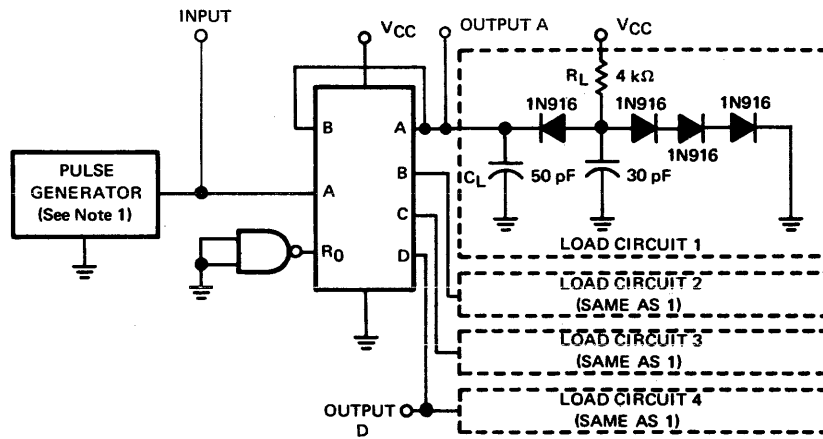 INPUT
VCC
OUTPUT A
VCC
RL 4 kΩ
1N916
1N916
1N916
1N916
B
A
PULSE
GENERATOR
(See Note 1)
A
B
CL
50 pF
30 pF
C
R0
D
LOAD CIRCUIT 1
LOAD CIRCUIT 2
(SAME AS 1)
LOAD CIRCUIT 3
(SAME AS 1)
LOAD CIRCUIT 4
(SAME AS 1)
OUTPUT
D